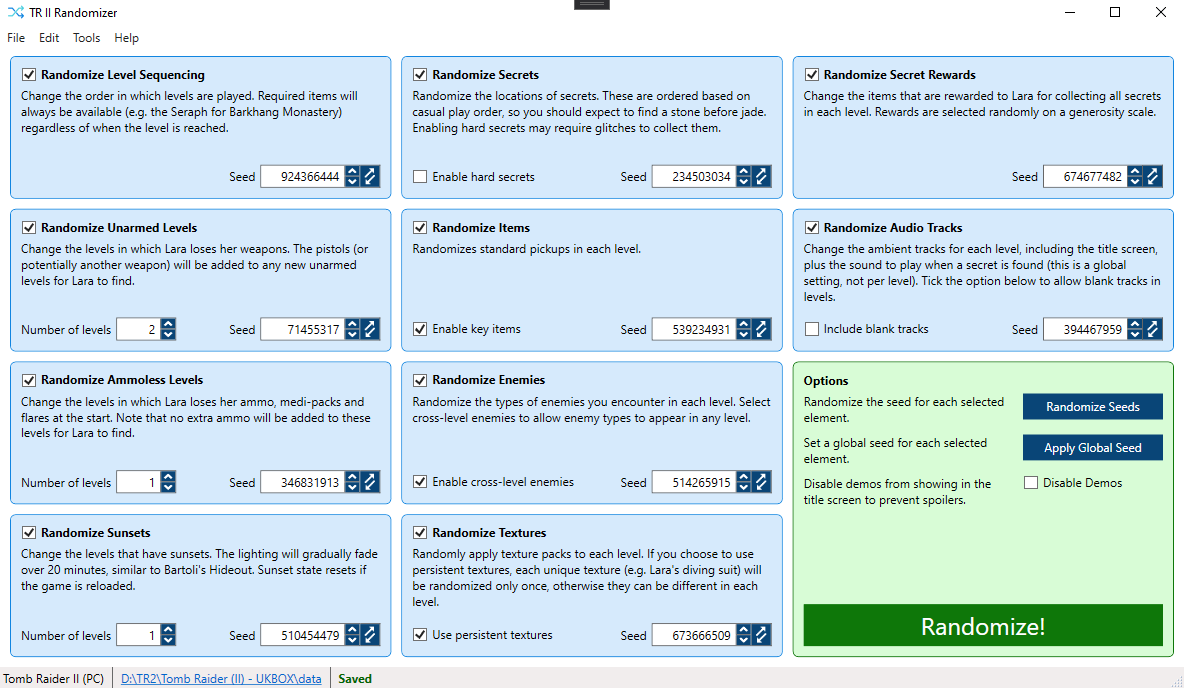 TR II Randomizer
File Edit Tools Help
Randomize Level Sequencing
Change the order in which levels are played. Required items will
always be available (e.g. the Seraph for Barkhang Monastery)
regardless of when the level is reached.
Seed 924366444
Randomize Secrets
Randomize the locations of secrets. These are ordered based on
casual play order, so you should expect to find a stone before jade.
Enabling hard secrets may require glitches to collect them.
Enable hard secrets Seed 234503034
Randomize Secret Rewards
Change the items that are rewarded to Lara for collecting all secrets
in each level. Rewards are selected randomly on a generosity scale.
Seed 674677482
Randomize Unarmed Levels
Change the levels in which Lara loses her weapons. The pistols (or
potentially another weapon) will be added to any new unarmed
levels for Lara to find.
Number of levels 2 Seed 71455317
Randomize Items
Randomizes standard pickups in each level.
Enable key items Seed 539234931
Randomize Audio Tracks
Change the ambient tracks for each level, including the title screen,
plus the sound to play when a secret is found (this is a global
setting, not per level). Tick the option below to allow blank tracks in
levels.
Include blank tracks Seed 394467959
Randomize Ammoless Levels
Change the levels in which Lara loses her ammo, medi-packs and
flares at the start. Note that no extra ammo will be added to these
levels for Lara to find.
Number of levels 1 Seed 346831913
Randomize Enemies
Randomize the types of enemies you encounter in each level. Select
cross-level enemies to allow enemy types to appear in any level.
Enable cross-level enemies Seed 514265915
Options
Randomize the seed for each selected
element.
Randomize Seeds
Set a global seed for each selected
element.
Apply Global Seed
Disable demos from showing in the
title screen to prevent spoilers.
Disable Demos
Randomize Sunsets
Change the levels that have sunsets. The lighting will gradually fade
over 20 minutes, similar to Bartoli's Hideout. Sunset state resets if
the game is reloaded.
Number of levels 1 Seed 510454479
Randomize Textures
Randomly apply texture packs to each level. If you choose to use
persistent textures, each unique texture (e.g. Lara's diving suit) will
be randomized only once, otherwise they can be different in each
level.
Use persistent textures Seed 673666509
Randomize!
Tomb Raider II (PC) D:\TR2\Tomb Raider (II) - UKBOX\data Saved